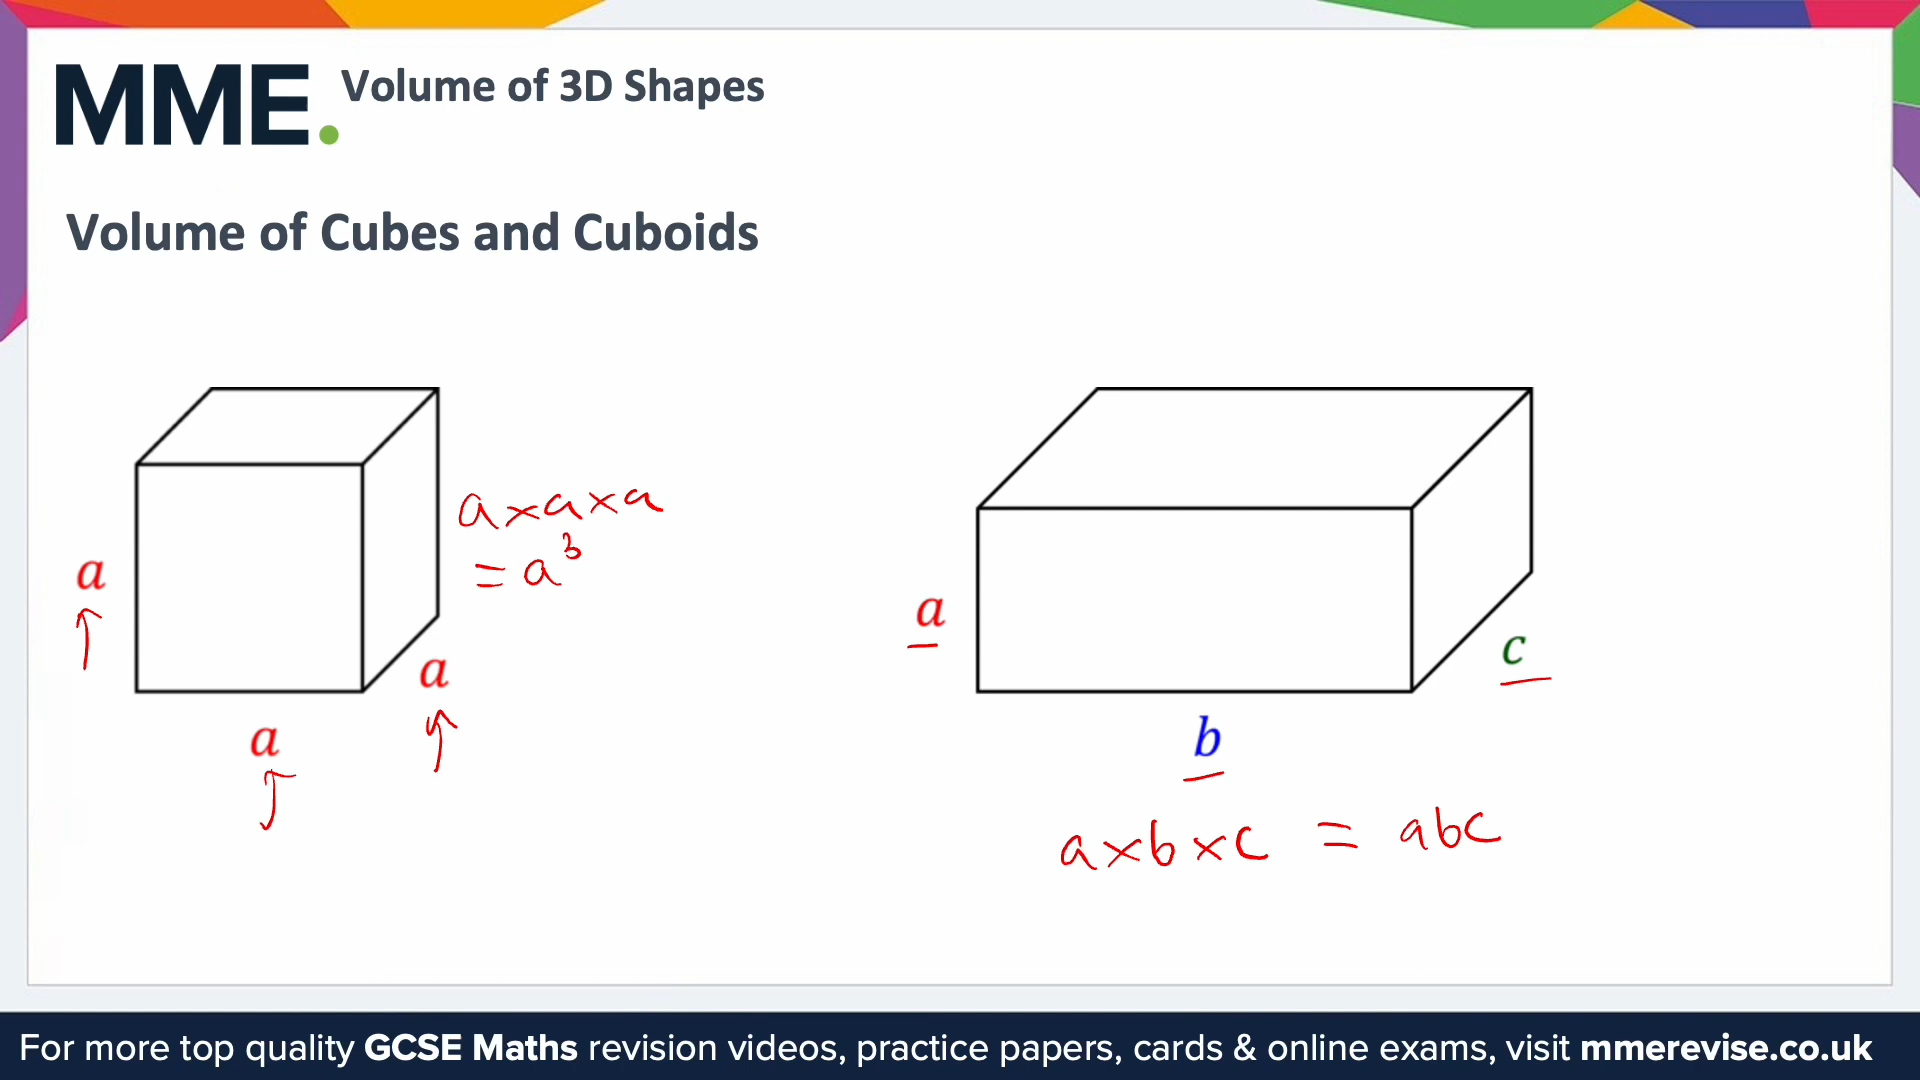 MME.
Volume of 3D Shapes
Volume of Cubes and Cuboids
a×a×a
= a³
a
a
a
a
c
b
a×b×c = abc
For more top quality GCSE Maths revision videos, practice papers, cards & online exams, visit mmerevise.co.uk